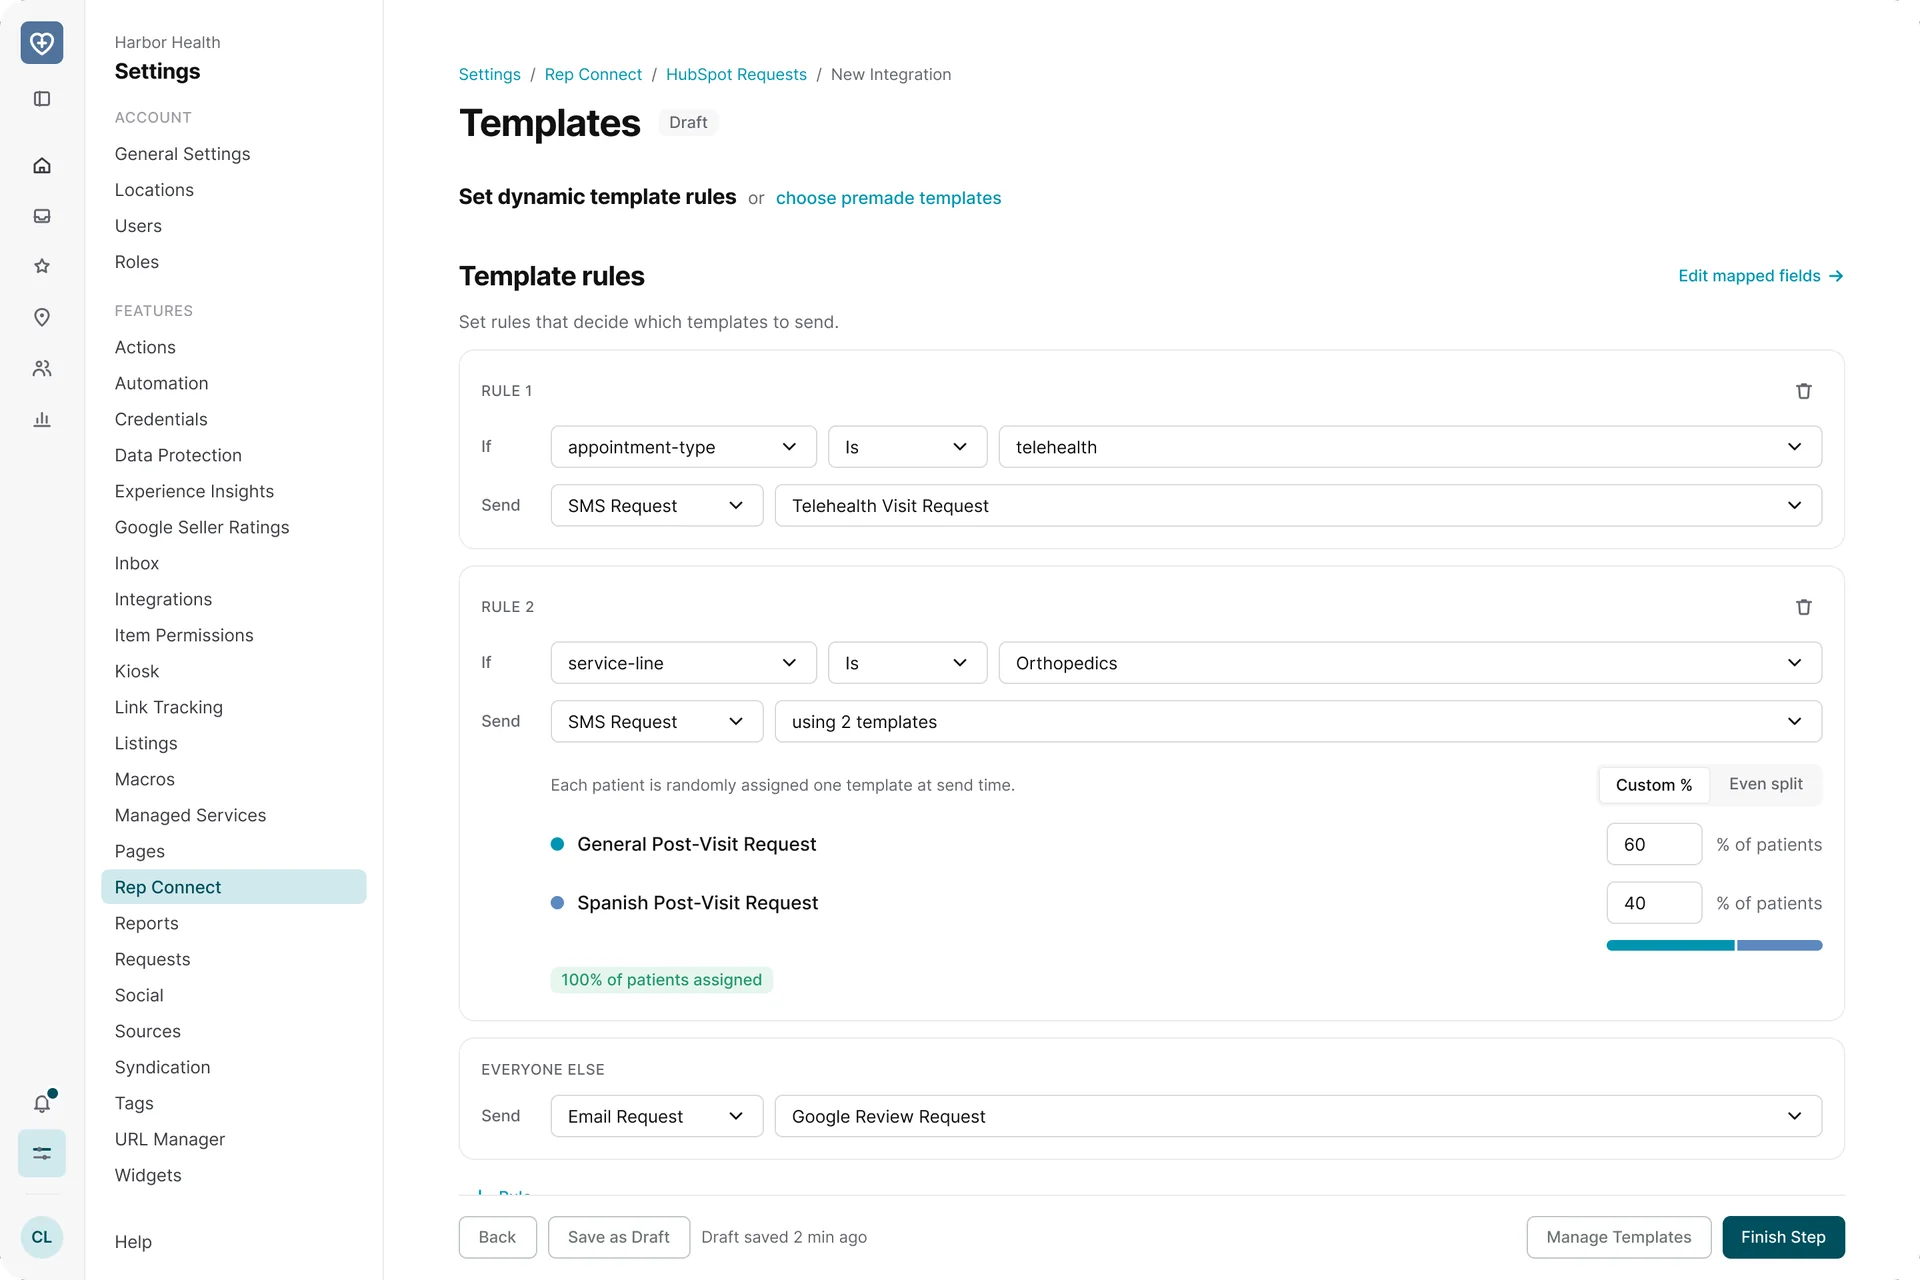 Harbor Health
Settings
ACCOUNT
General Settings
Locations
Users
Roles
FEATURES
Actions
Automation
Credentials
Data Protection
Experience Insights
Google Seller Ratings
Inbox
Integrations
Item Permissions
Kiosk
Link Tracking
Listings
Macros
Managed Services
Pages
Rep Connect
Reports
Requests
Social
Sources
Syndication
Tags
URL Manager
Widgets
Help
CL
Settings / Rep Connect / HubSpot Requests / New Integration
Templates Draft
Set dynamic template rules or choose premade templates
Template rules Edit mapped fields →
Set rules that decide which templates to send.
RULE 1
If appointment-type Is telehealth
Send SMS Request Telehealth Visit Request
RULE 2
If service-line Is Orthopedics
Send SMS Request using 2 templates
Each patient is randomly assigned one template at send time. Custom % Even split
General Post-Visit Request 60 % of patients
Spanish Post-Visit Request 40 % of patients
100% of patients assigned
EVERYONE ELSE
Send Email Request Google Review Request
+ Rule
Back Save as Draft Draft saved 2 min ago Manage Templates Finish Step